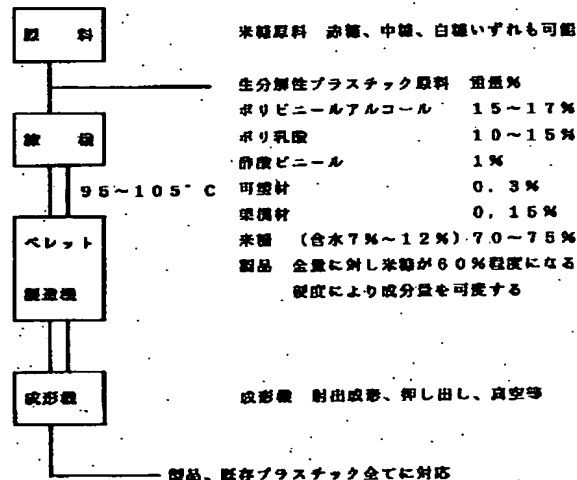 原 料
米糠原料 赤糠、中糠、白糠いずれも可能
生分解性プラスチック原料 重量%
ポリビニールアルコール 15~17%
ポリ乳酸 10~15%
酢酸ビニール 1%
95~105°C
可塑材 0.3%
架橋材 0.15%
米糠 (含水7%~12%) 70~75%
製品 全量に対し米糠が60%程度になる
硬度により成分量を可変する
ペレット
製造機
成形機
成形機 射出成形、押し出し、真空等
製品、既存プラスチック全てに対応